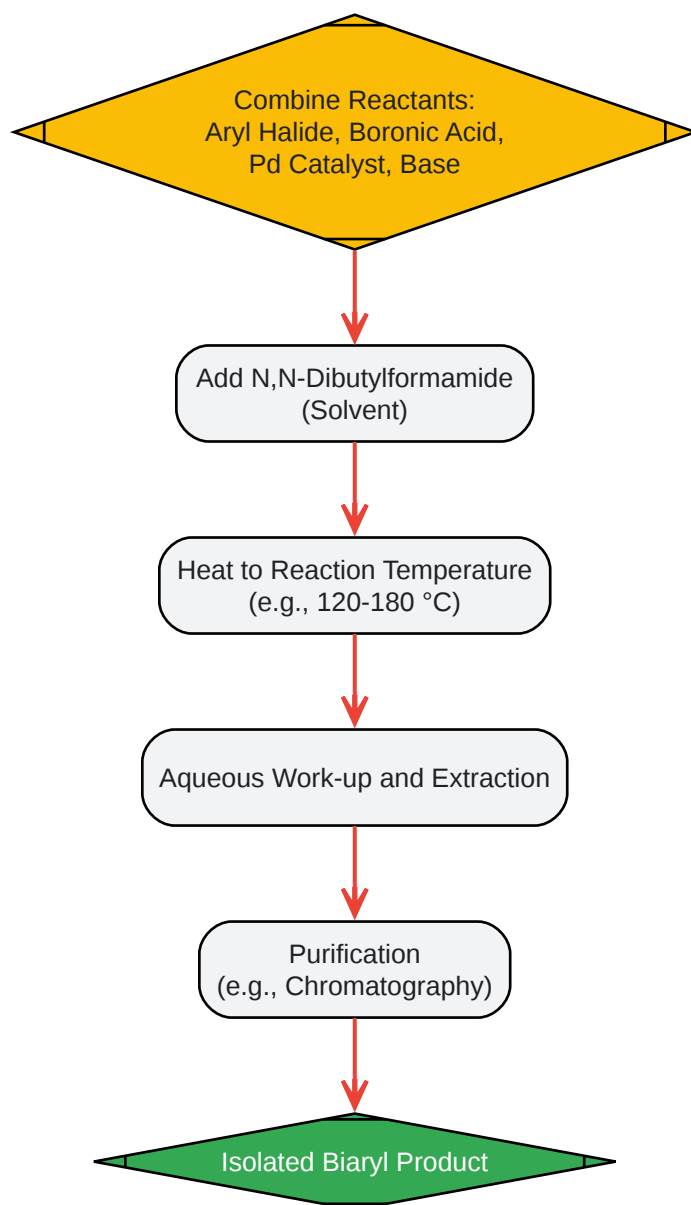 Combine Reactants:
Aryl Halide, Boronic Acid,
Pd Catalyst, Base
Add N,N-Dibutylformamide
(Solvent)
Heat to Reaction Temperature
(e.g., 120-180 °C)
Aqueous Work-up and Extraction
Purification
(e.g., Chromatography)
Isolated Biaryl Product